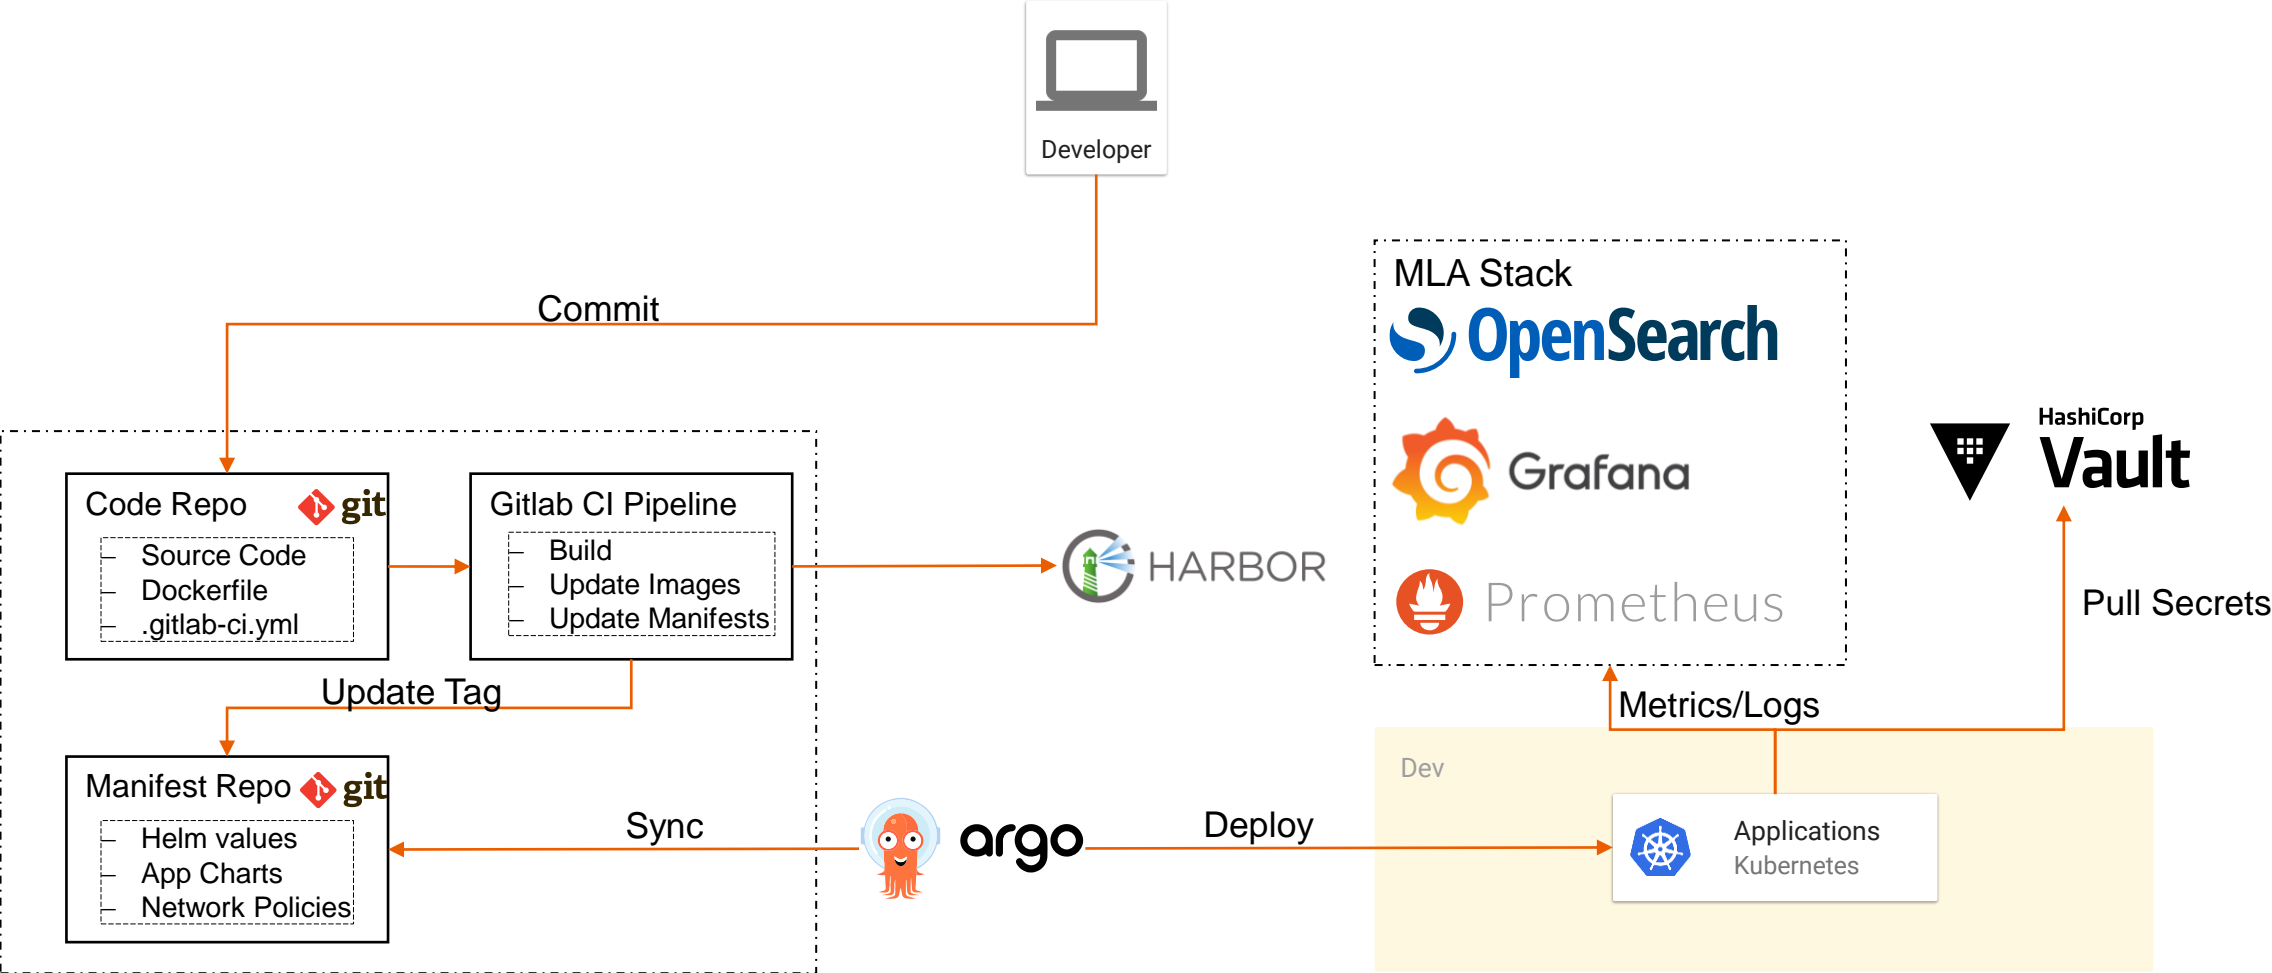 Developer
Commit
MLA Stack
OpenSearch
Grafana
Prometheus
HashiCorp
Vault
Pull Secrets
Code Repo
git
– Source Code
– Dockerfile
– .gitlab-ci.yml
Gitlab CI Pipeline
– Build
– Update Images
– Update Manifests
HARBOR
Update Tag
Metrics/Logs
Manifest Repo
git
– Helm values
– App Charts
– Network Policies
Sync
argo
Deploy
Dev
Applications
Kubernetes